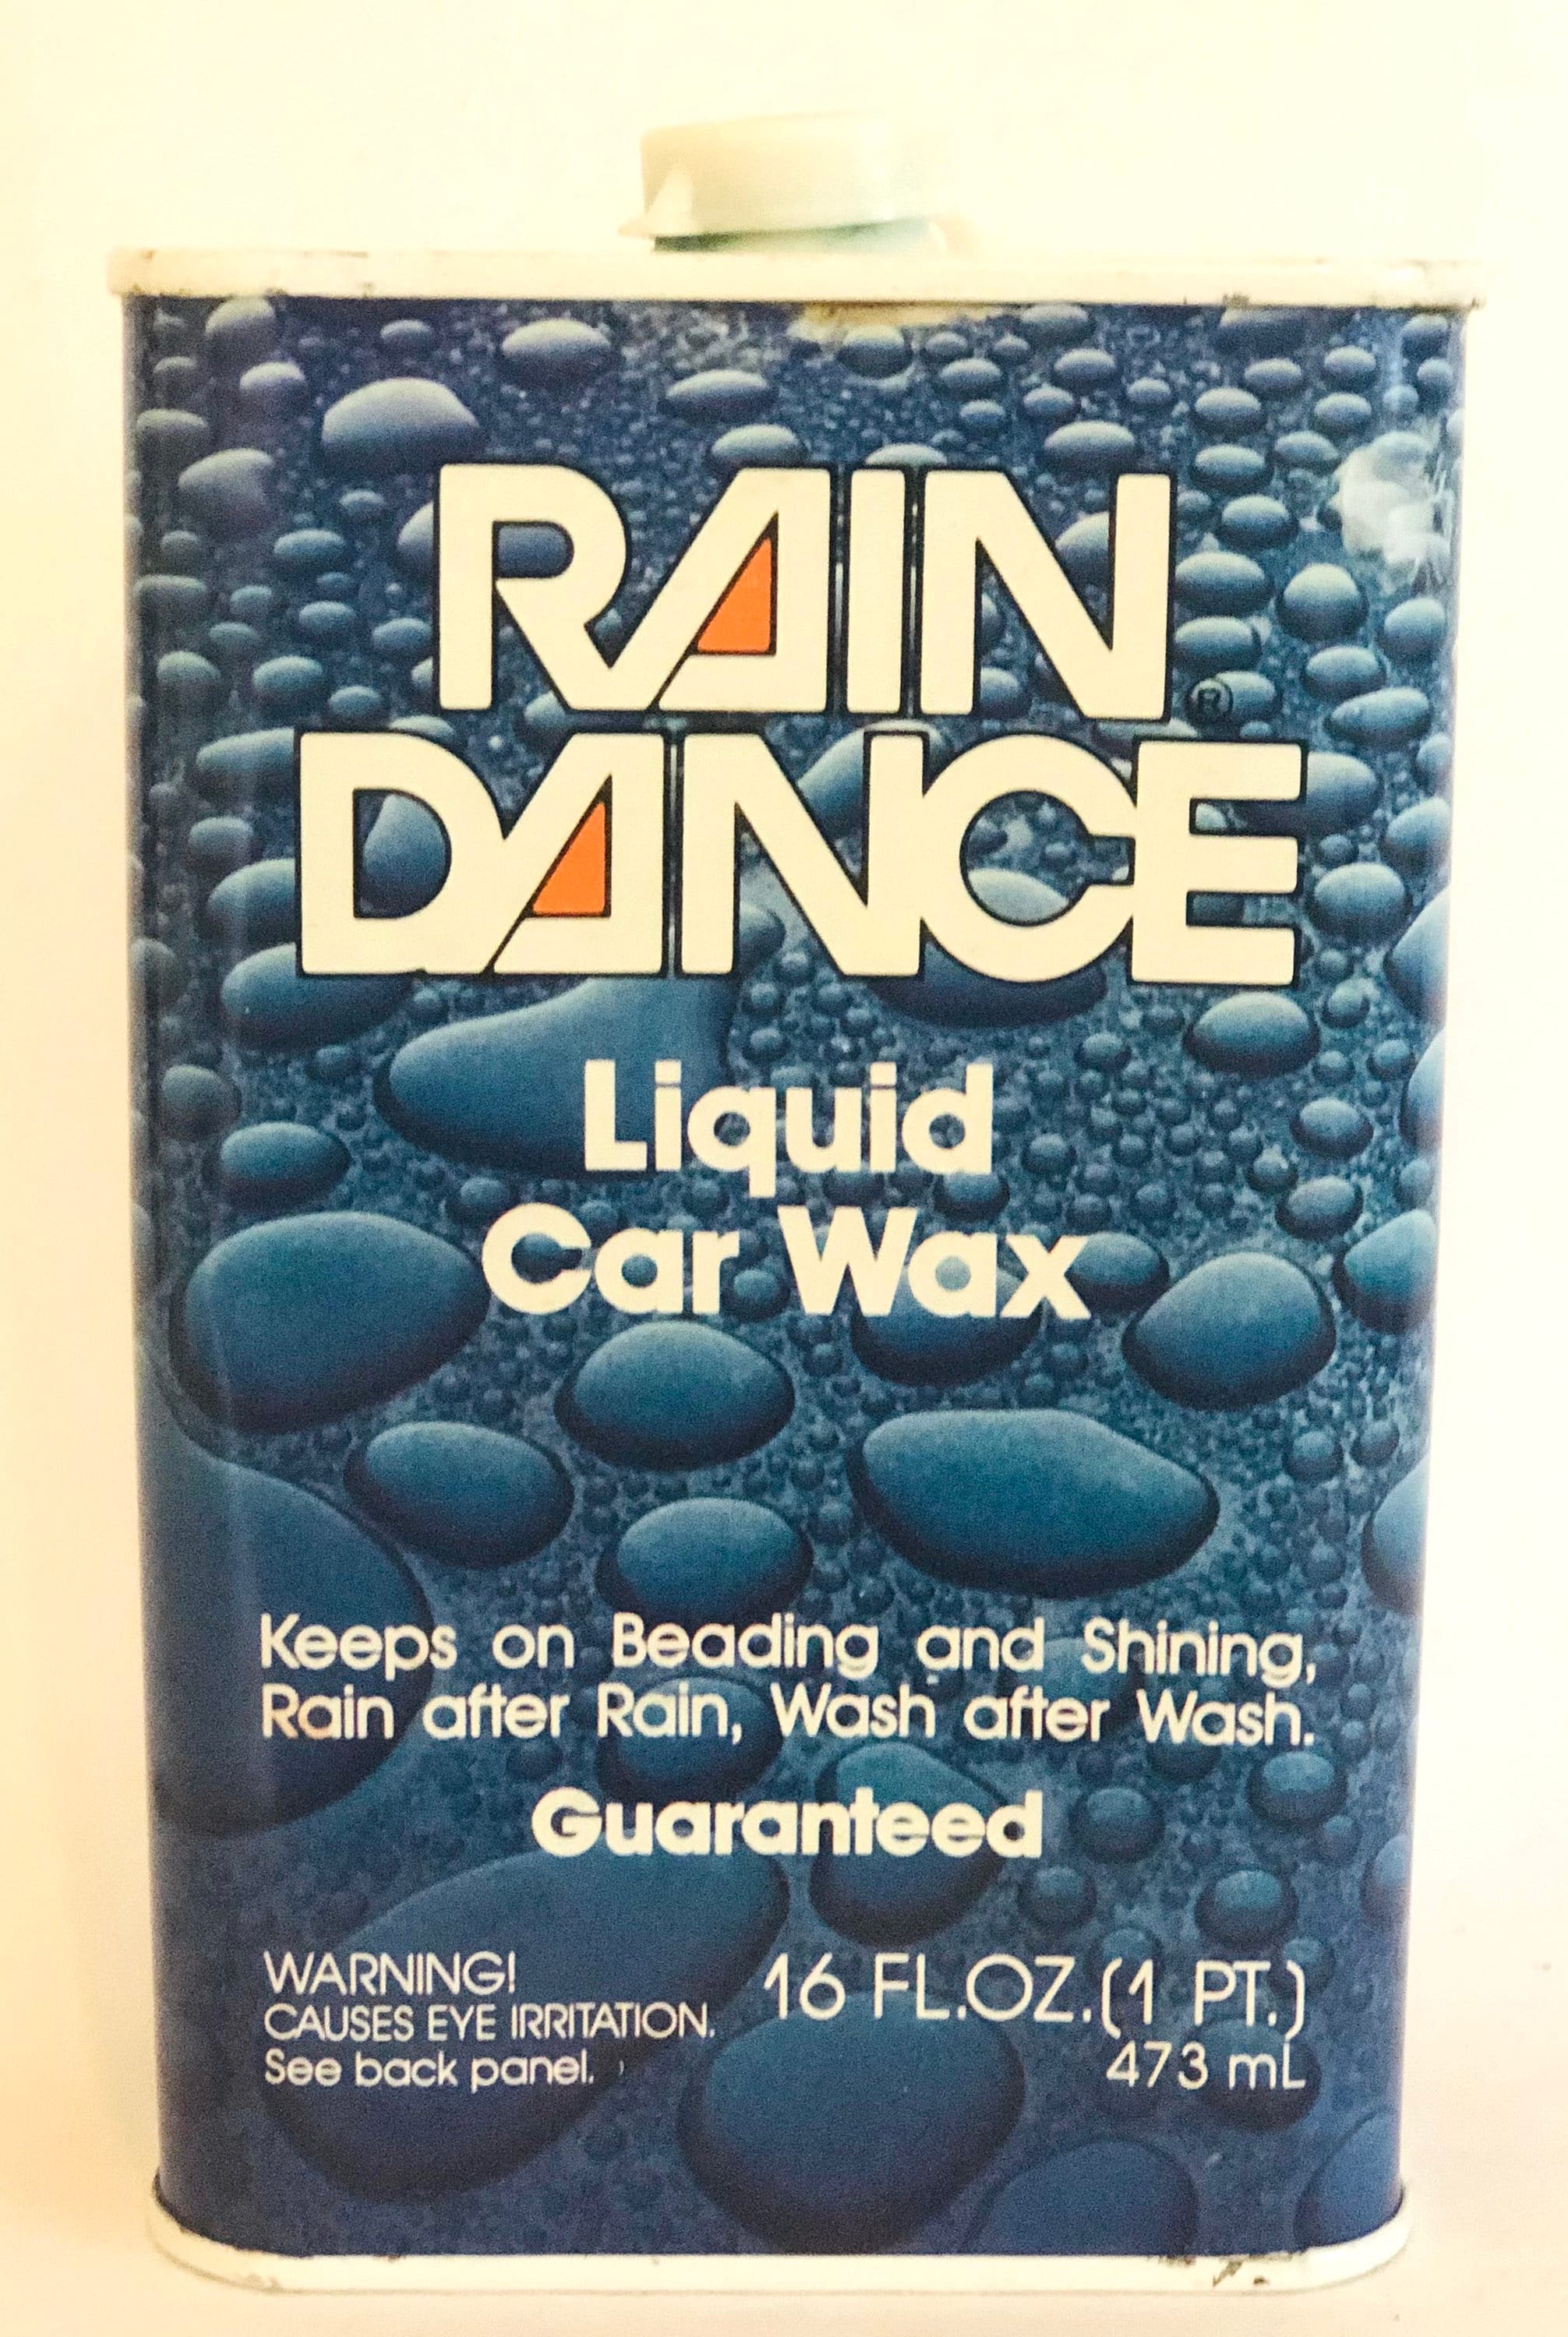 RAIN ®
DANCE
Liquid
Car Wax
Keeps on Beading and Shining,
Rain after Rain, Wash after Wash.
Guaranteed
WARNING!
CAUSES EYE IRRITATION.
See back panel.
16 FL.OZ.(1 PT.)
473 mL